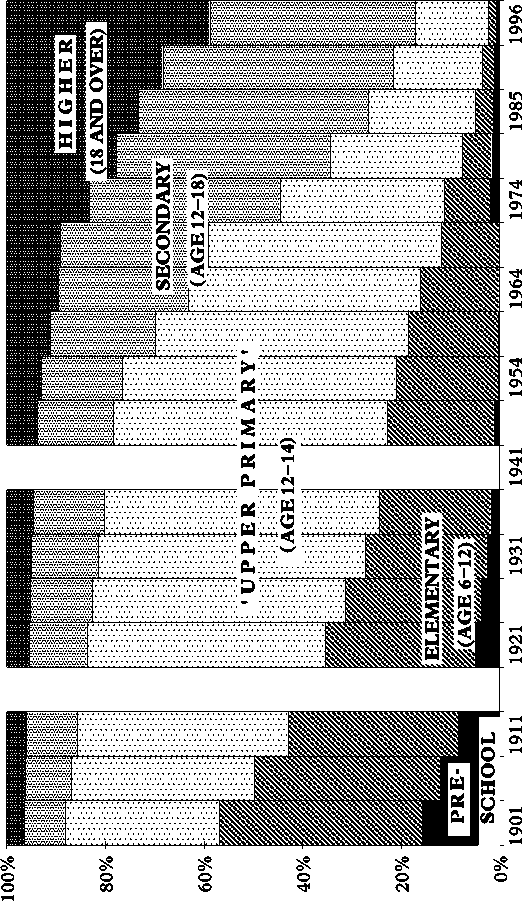 HIGHER
(18 AND OVER)
SECONDARY
(AGE 12–18)
'UPPER PRIMARY'
(AGE 12–14)
ELEMENTARY
(AGE 6–12)
PRE-
SCHOOL
100%
80%
60%
40%
20%
0%
1901
1911
1921
1931
1941
1954
1964
1974
1985
1996